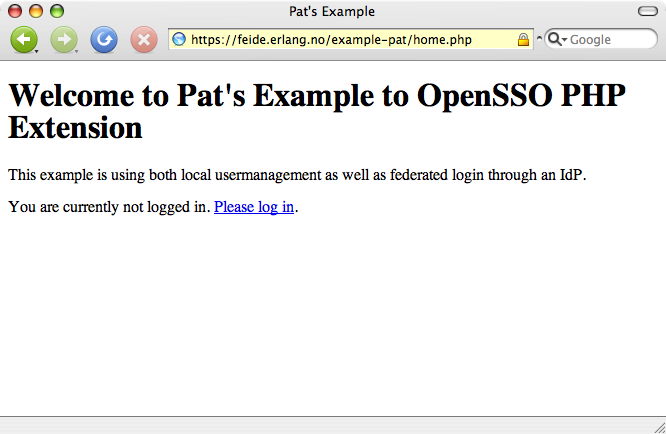 Pat's Example
https://feide.erlang.no/example-pat/home.php
Google
Welcome to Pat's Example to OpenSSO PHP
Extension
This example is using both local usermanagement as well as federated login through an IdP.
You are currently not logged in. Please log in.